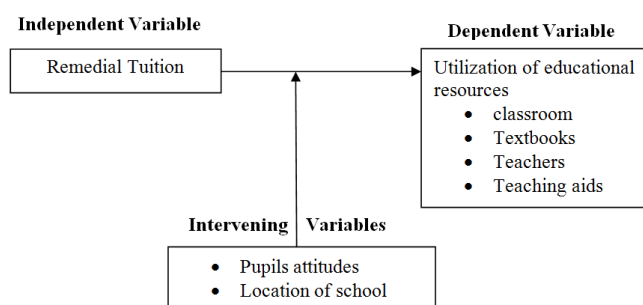 Independent Variable
Remedial Tuition
Dependent Variable
Utilization of educational
resources
• classroom
• Textbooks
• Teachers
• Teaching aids
Intervening Variables
• Pupils attitudes
• Location of school